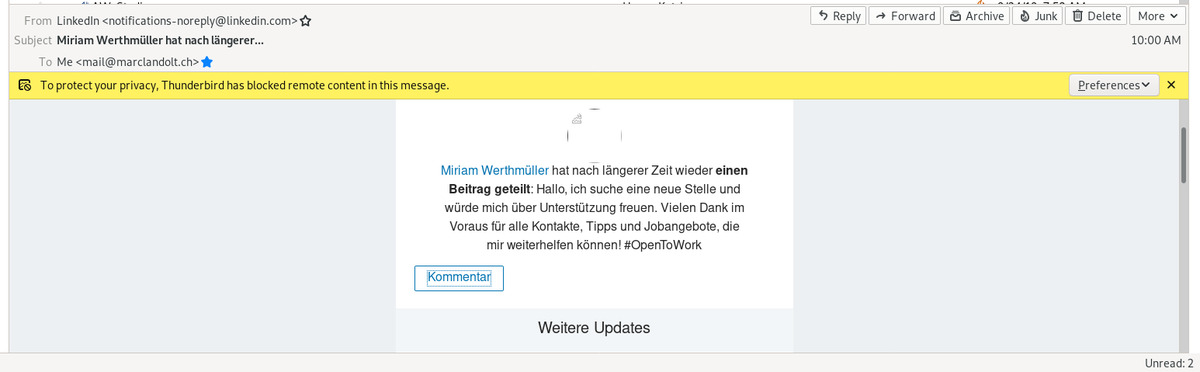 From LinkedIn <notifications-noreply@linkedin.com>
Reply Forward Archive Junk Delete More
Subject Miriam Werthmüller hat nach längerer...
10:00 AM
To Me <mail@marclandolt.ch>
To protect your privacy, Thunderbird has blocked remote content in this message.
Preferences
Miriam Werthmüller hat nach längerer Zeit wieder einen
Beitrag geteilt: Hallo, ich suche eine neue Stelle und
würde mich über Unterstützung freuen. Vielen Dank im
Voraus für alle Kontakte, Tipps und Jobangebote, die
mir weiterhelfen können! #OpenToWork
Kommentar
Weitere Updates
Unread: 2